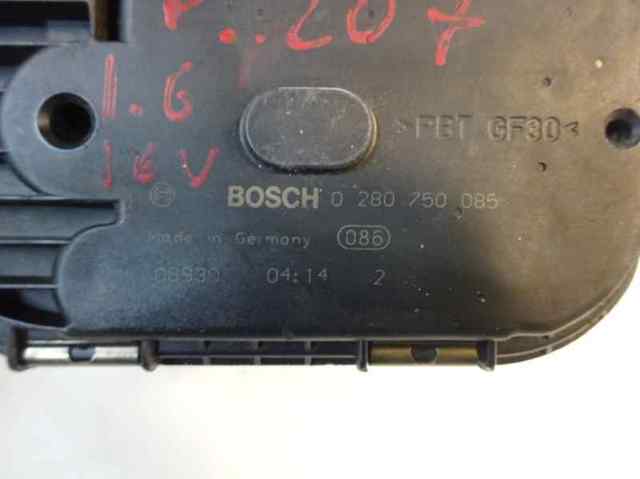 P..207
1.6
16V
>PBT GF30<
BOSCH 0 280 750 085
Made in Germany 086
08930 04:14 2